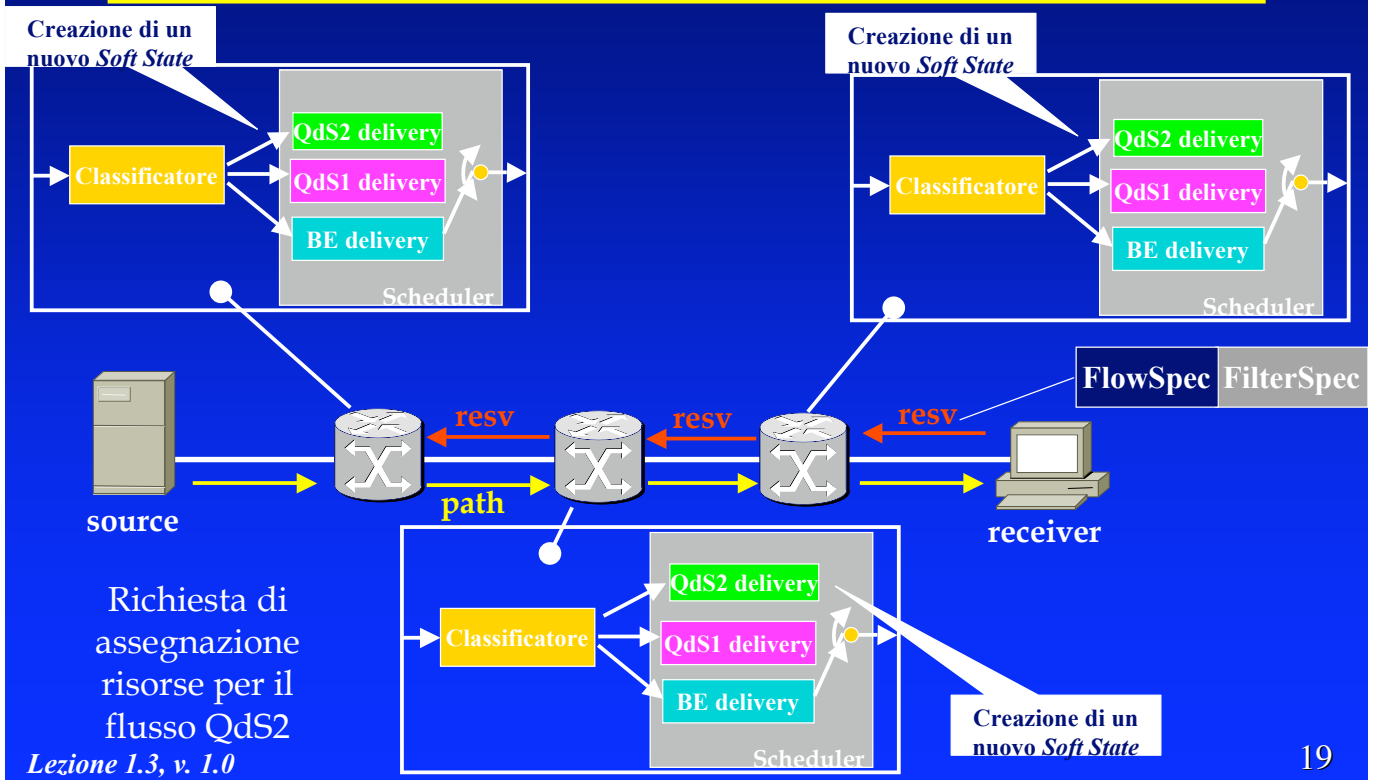 Creazione di un
nuovo Soft State
Classificatore
QdS2 delivery
QdS1 delivery
BE delivery
Scheduler
Creazione di un
nuovo Soft State
Classificatore
QdS2 delivery
QdS1 delivery
BE delivery
Scheduler
FlowSpec FilterSpec
resv
resv
resv
path
source
receiver
Richiesta di
assegnazione
risorse per il
flusso QdS2
Classificatore
QdS2 delivery
QdS1 delivery
BE delivery
Scheduler
Creazione di un
nuovo Soft State
Lezione 1.3, v. 1.0
19